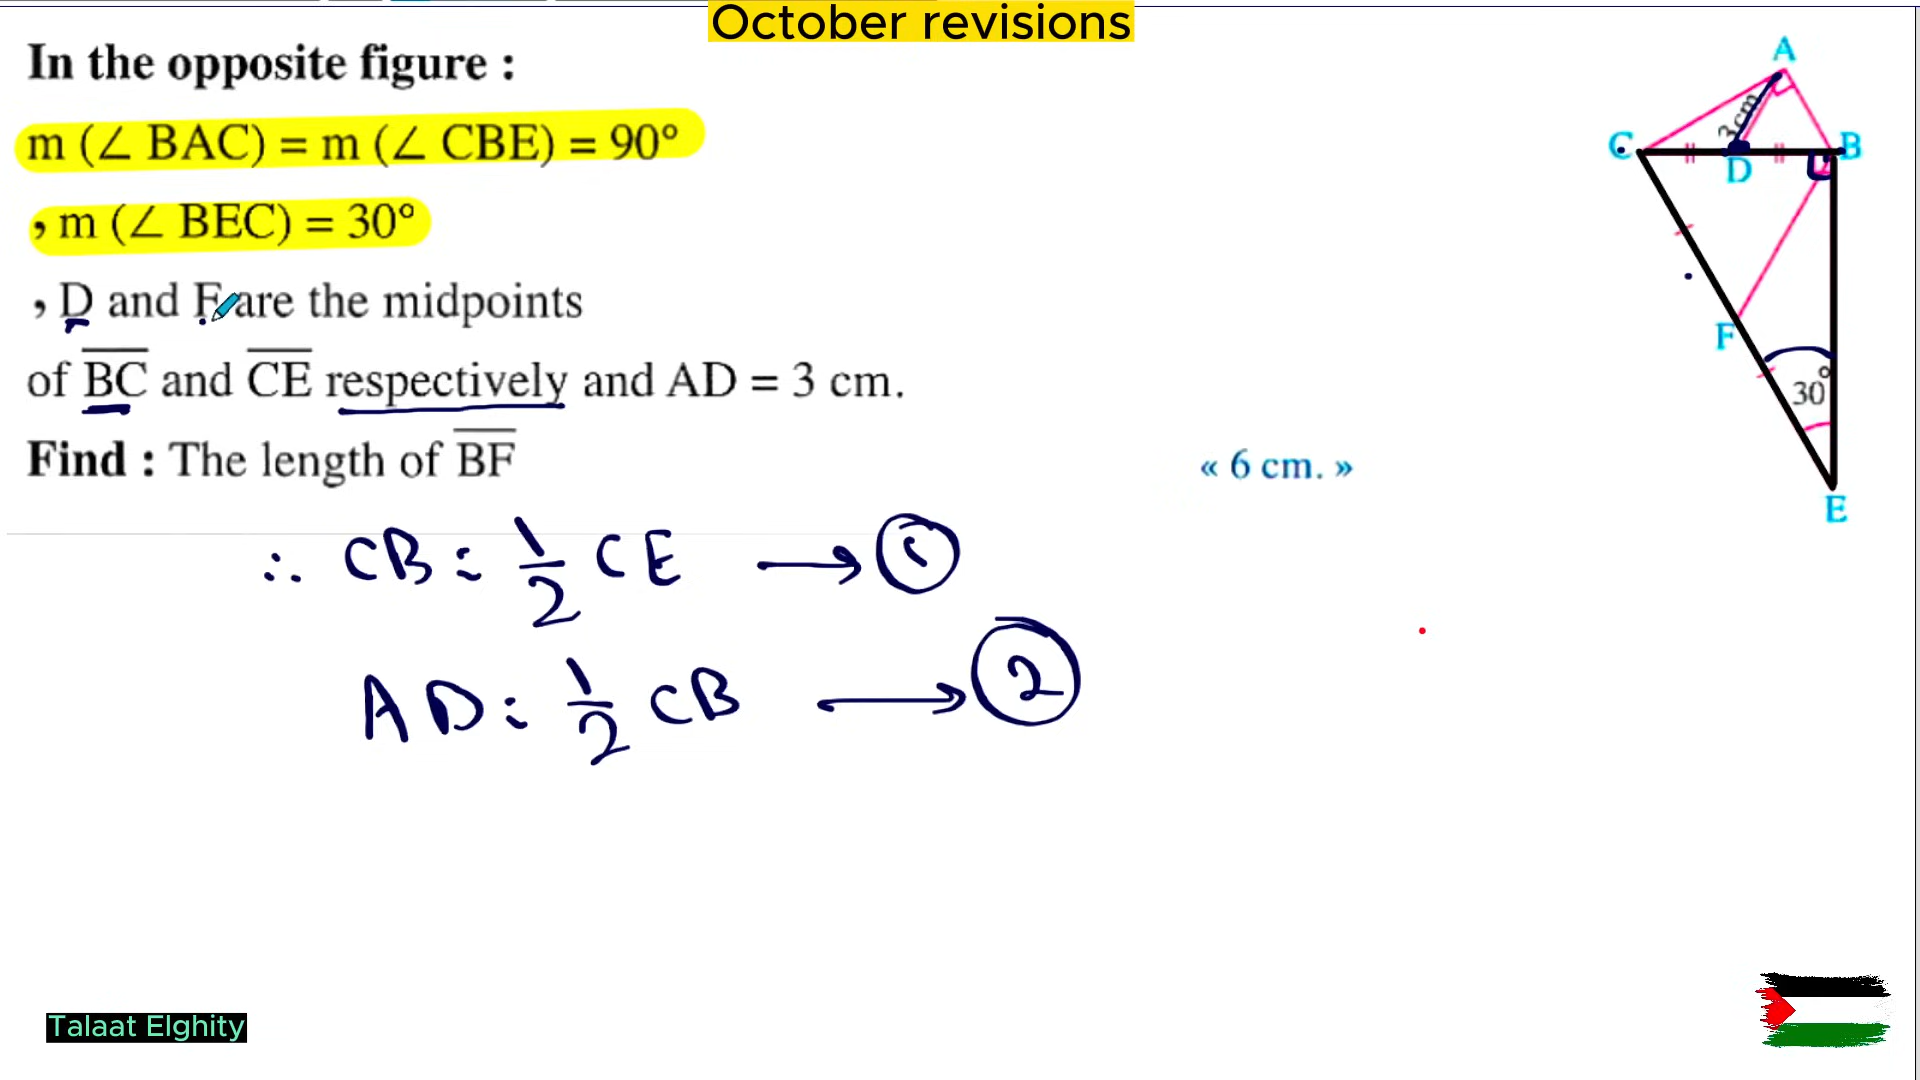 October revisions
In the opposite figure :
m (∠ BAC) = m (∠ CBE) = 90°
, m (∠ BEC) = 30°
, D and F are the midpoints
of BC and CE respectively and AD = 3 cm.
Find : The length of BF
« 6 cm. »
A
3cm
C
D
B
F
30°
E
∴ CB = 1/2 CE → 1
AD = 1/2 CB → 2
Talaat Elghity